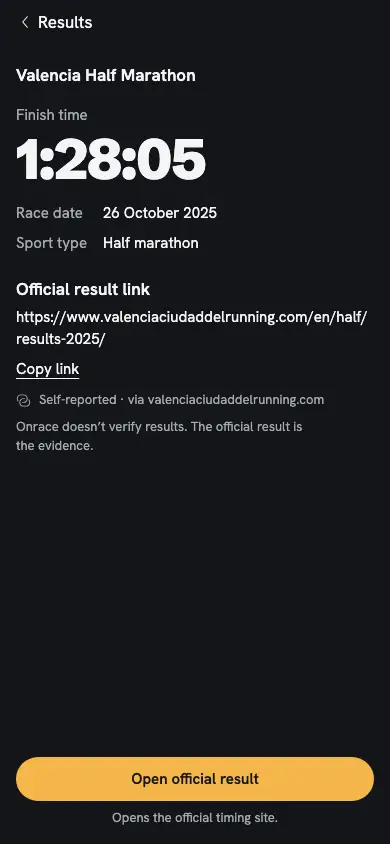 Results
Valencia Half Marathon
Finish time
1:28:05
Race date 26 October 2025
Sport type Half marathon
Official result link
https://www.valenciaciudaddelrunning.com/en/half/
results-2025/
Copy link
Self-reported · via valenciaciudaddelrunning.com
Onrace doesn’t verify results. The official result is
the evidence.
Open official result
Opens the official timing site.